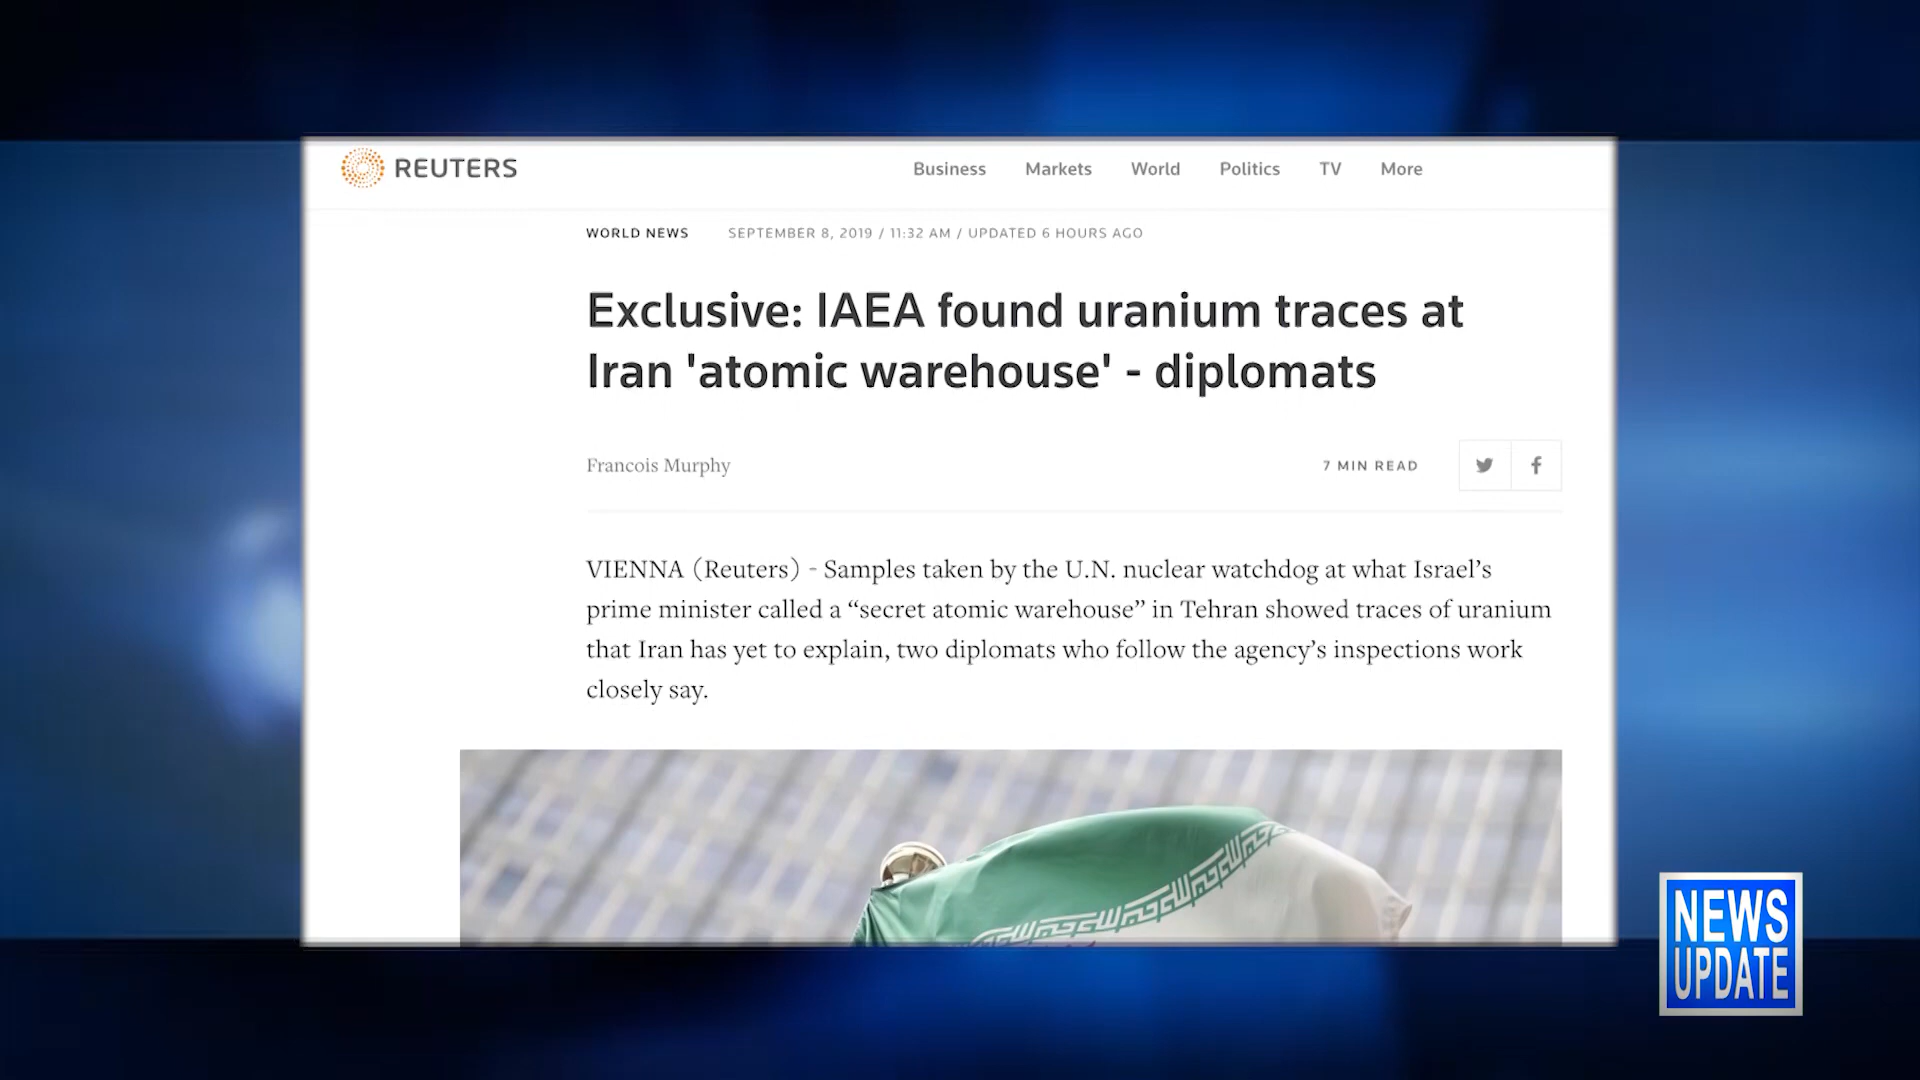 REUTERS
Business Markets World Politics TV More
WORLD NEWS SEPTEMBER 8, 2019 / 11:32 AM / UPDATED 6 HOURS AGO
Exclusive: IAEA found uranium traces at
Iran 'atomic warehouse' - diplomats
Francois Murphy 7 MIN READ
VIENNA (Reuters) - Samples taken by the U.N. nuclear watchdog at what Israel’s
prime minister called a “secret atomic warehouse” in Tehran showed traces of uranium
that Iran has yet to explain, two diplomats who follow the agency’s inspections work
closely say.
NEWS
UPDATE